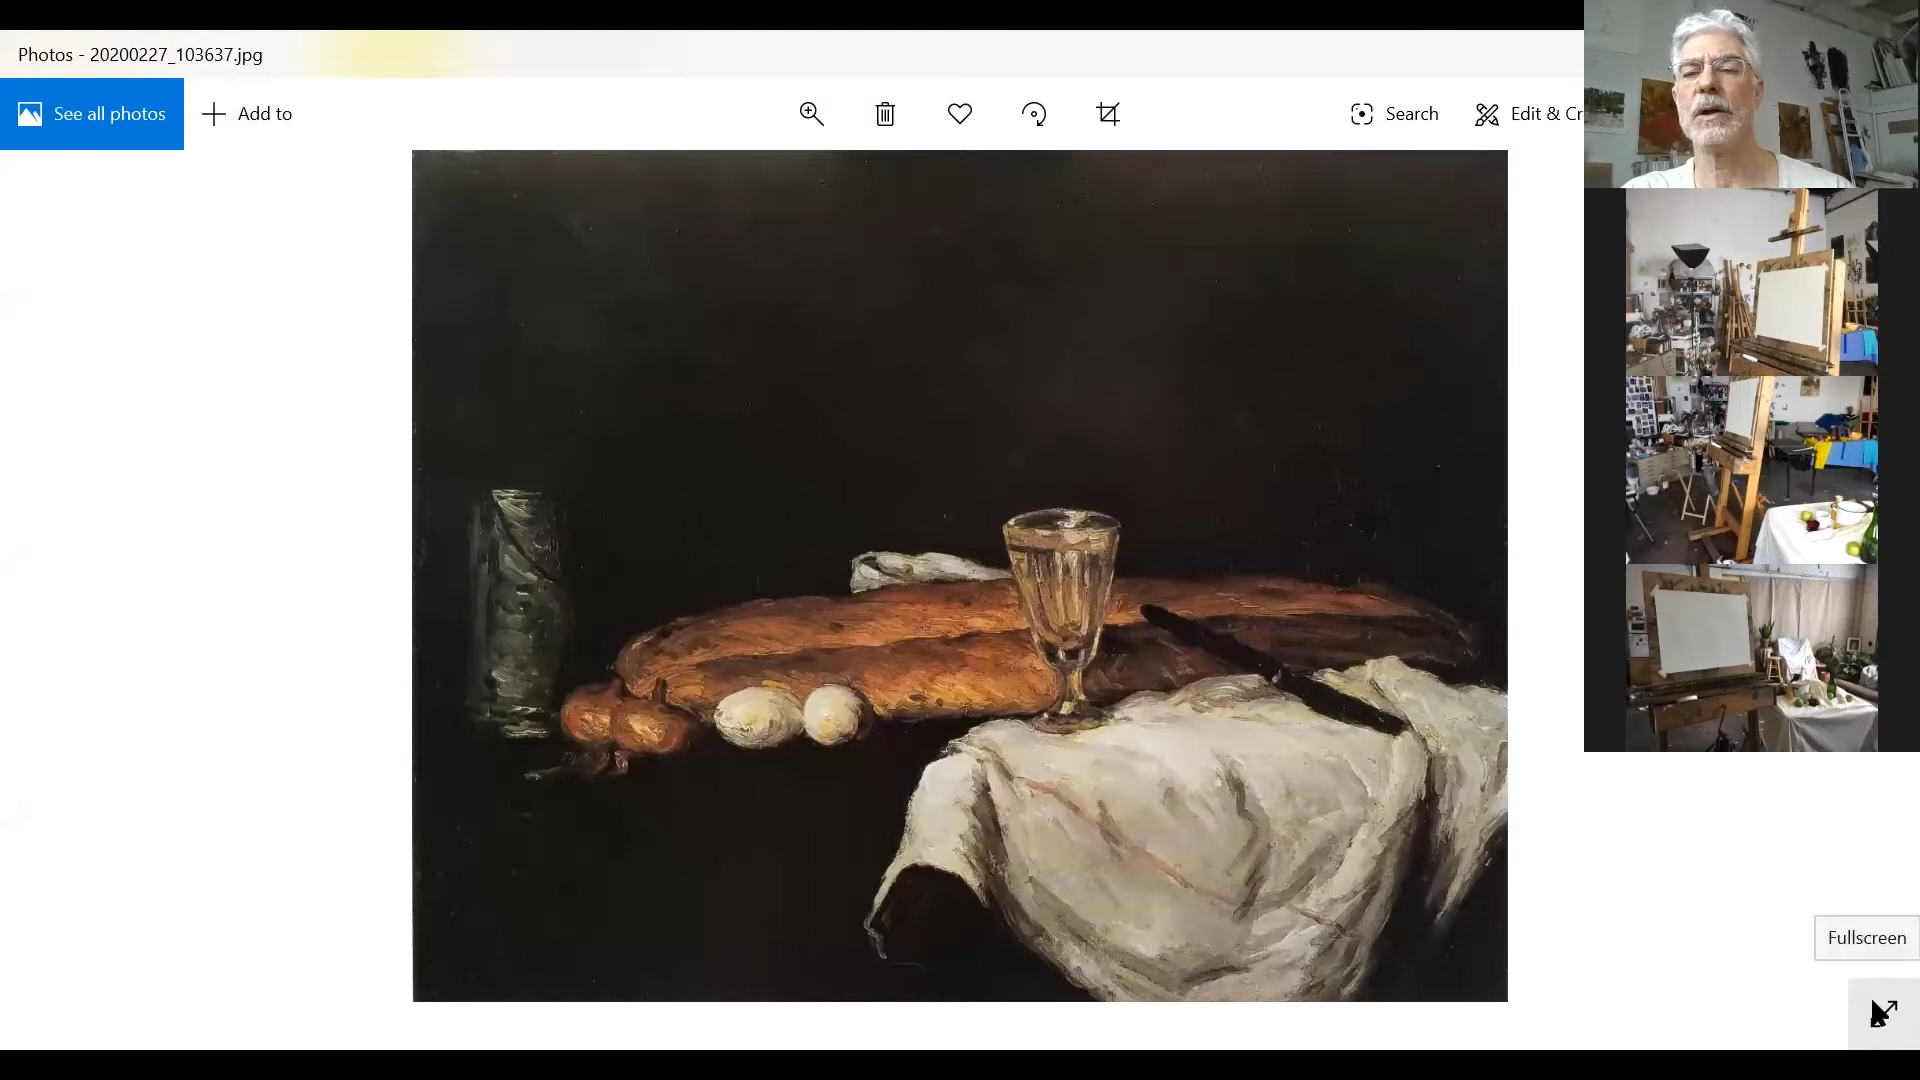 Photos - 20200227_103637.jpg
See all photos
Add to
Search
Edit & Cr
Fullscreen